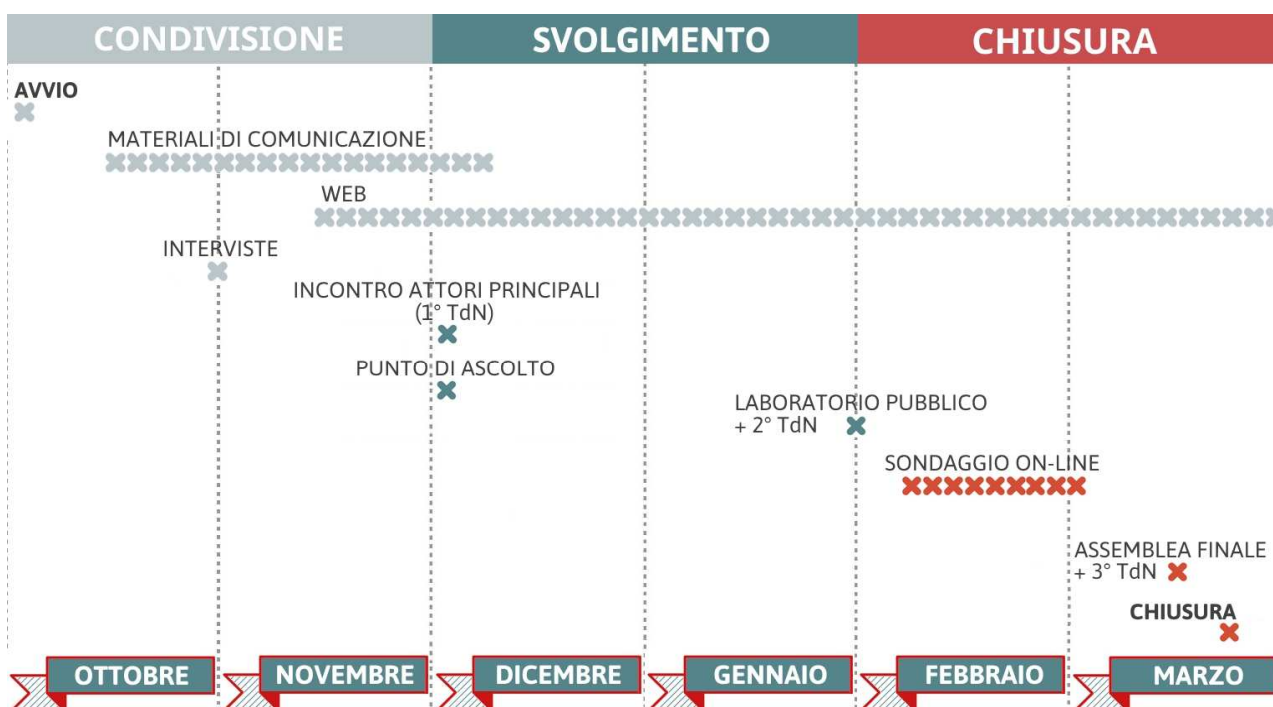 CONDIVISIONE SVOLGIMENTO CHIUSURA
AVVIO
MATERIALI DI COMUNICAZIONE
WEB
INTERVISTE
INCONTRO ATTORI PRINCIPALI
(1° TdN)
PUNTO DI ASCOLTO
LABORATORIO PUBBLICO
+ 2° TdN
SONDAGGIO ON-LINE
ASSEMBLEA FINALE
+ 3° TdN
CHIUSURA
OTTOBRE NOVEMBRE DICEMBRE GENNAIO FEBBRAIO MARZO